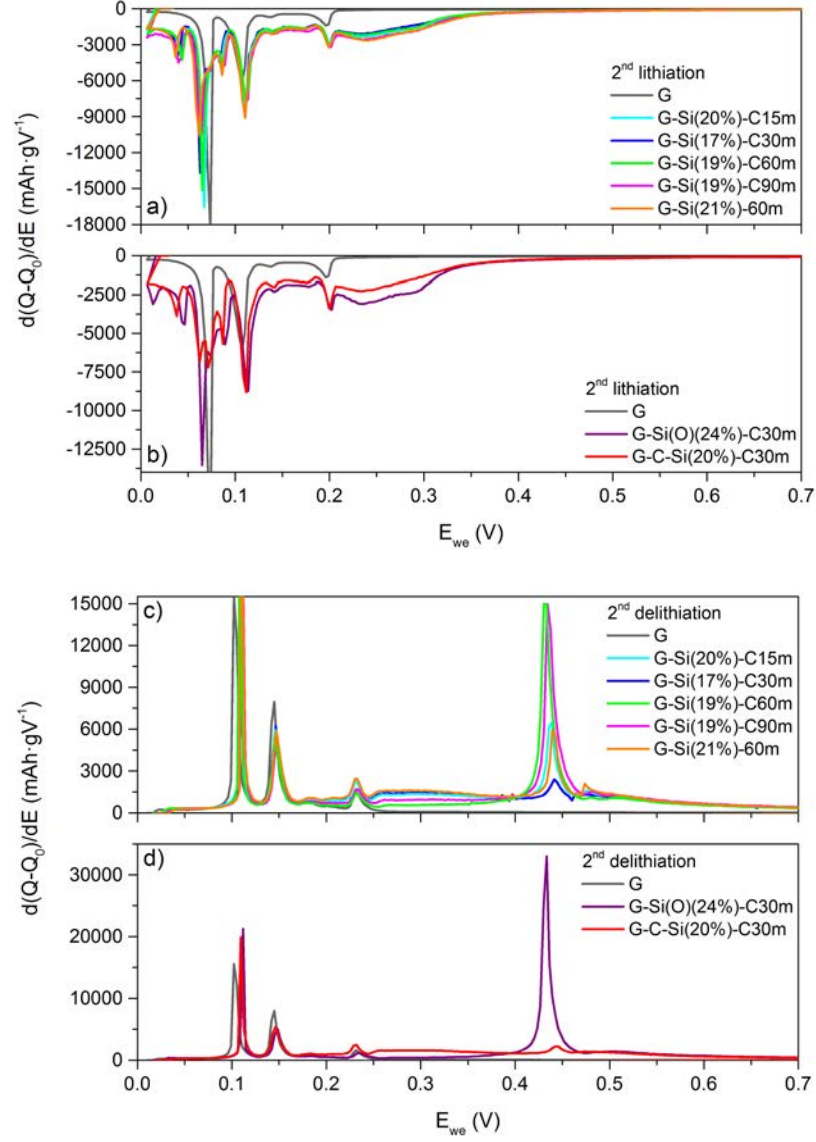 0
-3000
-6000
-9000
-12000
-15000
-18000
2nd lithiation
G
G-Si(20%)-C15m
G-Si(17%)-C30m
G-Si(19%)-C60m
G-Si(19%)-C90m
G-Si(21%)-60m
a)
d(Q-Q0)/dE (mAh·gV-1)
0
-2500
-5000
-7500
-10000
-12500
2nd lithiation
G
G-Si(O)(24%)-C30m
G-C-Si(20%)-C30m
b)
0.0 0.1 0.2 0.3 0.4 0.5 0.6 0.7
Ewe (V)
15000
12000
9000
6000
3000
0
c)
2nd delithiation
G
G-Si(20%)-C15m
G-Si(17%)-C30m
G-Si(19%)-C60m
G-Si(19%)-C90m
G-Si(21%)-60m
d(Q-Q0)/dE (mAh·gV-1)
30000
20000
10000
0
d)
2nd delithiation
G
G-Si(O)(24%)-C30m
G-C-Si(20%)-C30m
0.0 0.1 0.2 0.3 0.4 0.5 0.6 0.7
Ewe (V)